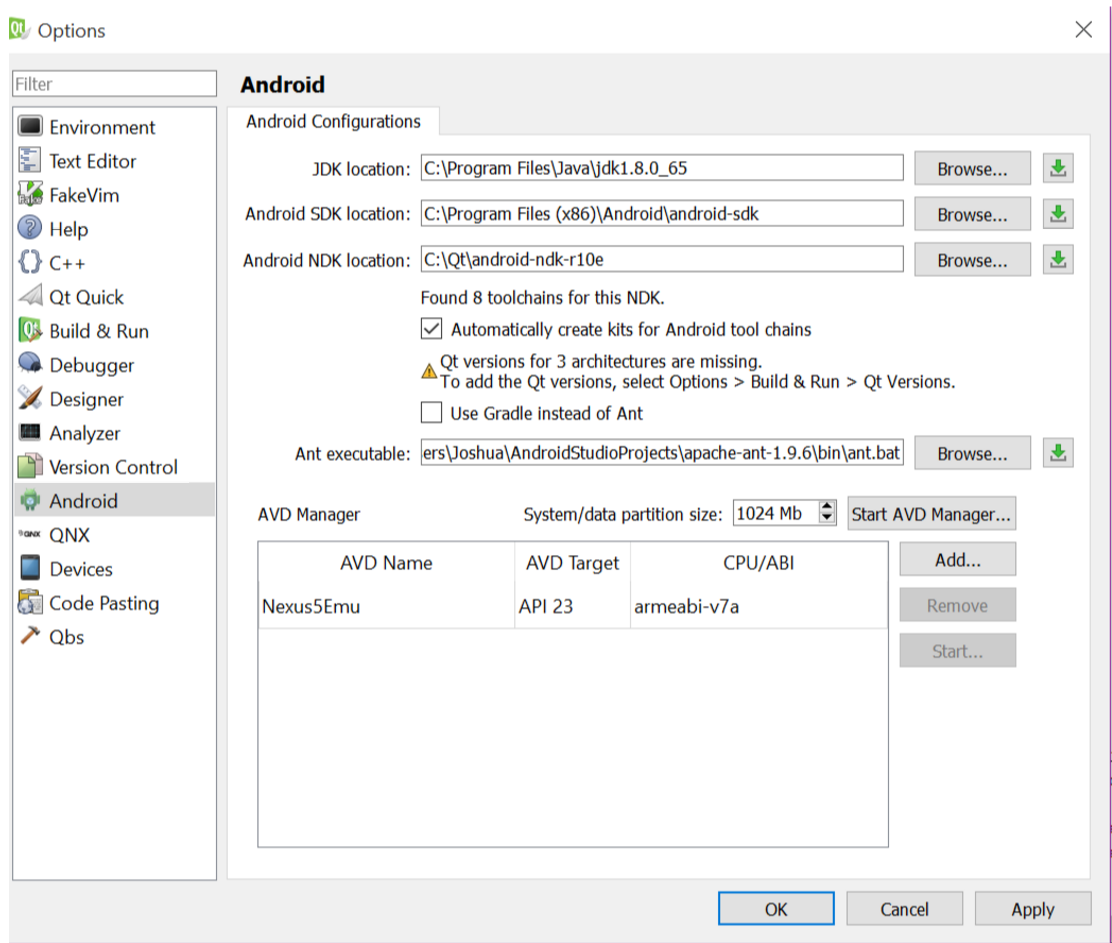 Options
Filter
Environment
Text Editor
FakeVim
Help
C++
Qt Quick
Build & Run
Debugger
Designer
Analyzer
Version Control
Android
QNX
Devices
Code Pasting
Qbs
Android
Android Configurations
JDK location: C:\Program Files\Java\jdk1.8.0_65 Browse...
Android SDK location: C:\Program Files (x86)\Android\android-sdk Browse...
Android NDK location: C:\Qt\android-ndk-r10e Browse...
Found 8 toolchains for this NDK.
Automatically create kits for Android tool chains
Qt versions for 3 architectures are missing.
To add the Qt versions, select Options > Build & Run > Qt Versions.
Use Gradle instead of Ant
Ant executable: ers\Joshua\AndroidStudioProjects\apache-ant-1.9.6\bin\ant.bat Browse...
AVD Manager System/data partition size: 1024 Mb Start AVD Manager...
AVD Name AVD Target CPU/ABI Add...
Nexus5Emu API 23 armeabi-v7a Remove
Start...
OK Cancel Apply